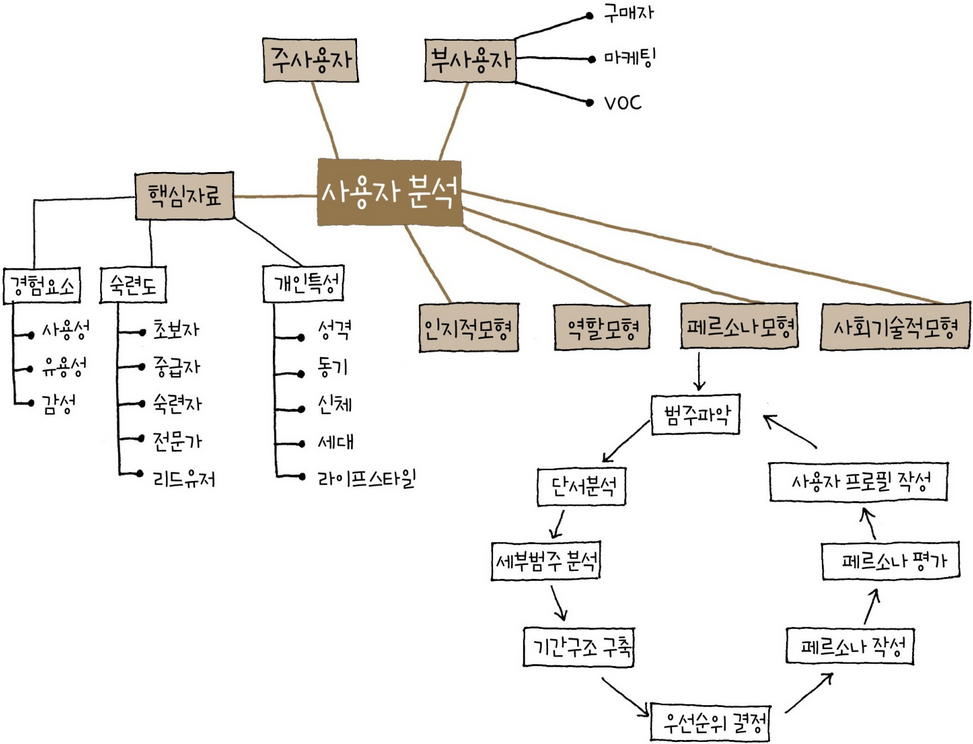 구매자
주사용자
부사용자
마케팅
VOC
사용자 분석
핵심자료
경험요소
사용성
유용성
감성
숙련도
초보자
중급자
숙련자
전문가
리드유저
개인특성
성격
동기
신체
세대
라이프스타일
인지적모형
역할모형
페르소나모형
사회기술적모형
범주파악
단서분석
세부범주 분석
기간구조 구축
우선순위 결정
페르소나 작성
페르소나 평가
사용자 프로필 작성